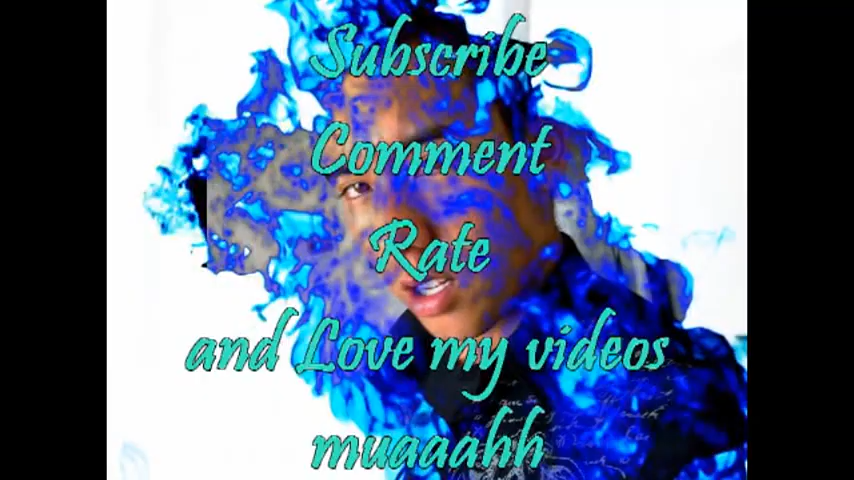 Subscribe
Comment
Rate
and Love my videos
muaaahh